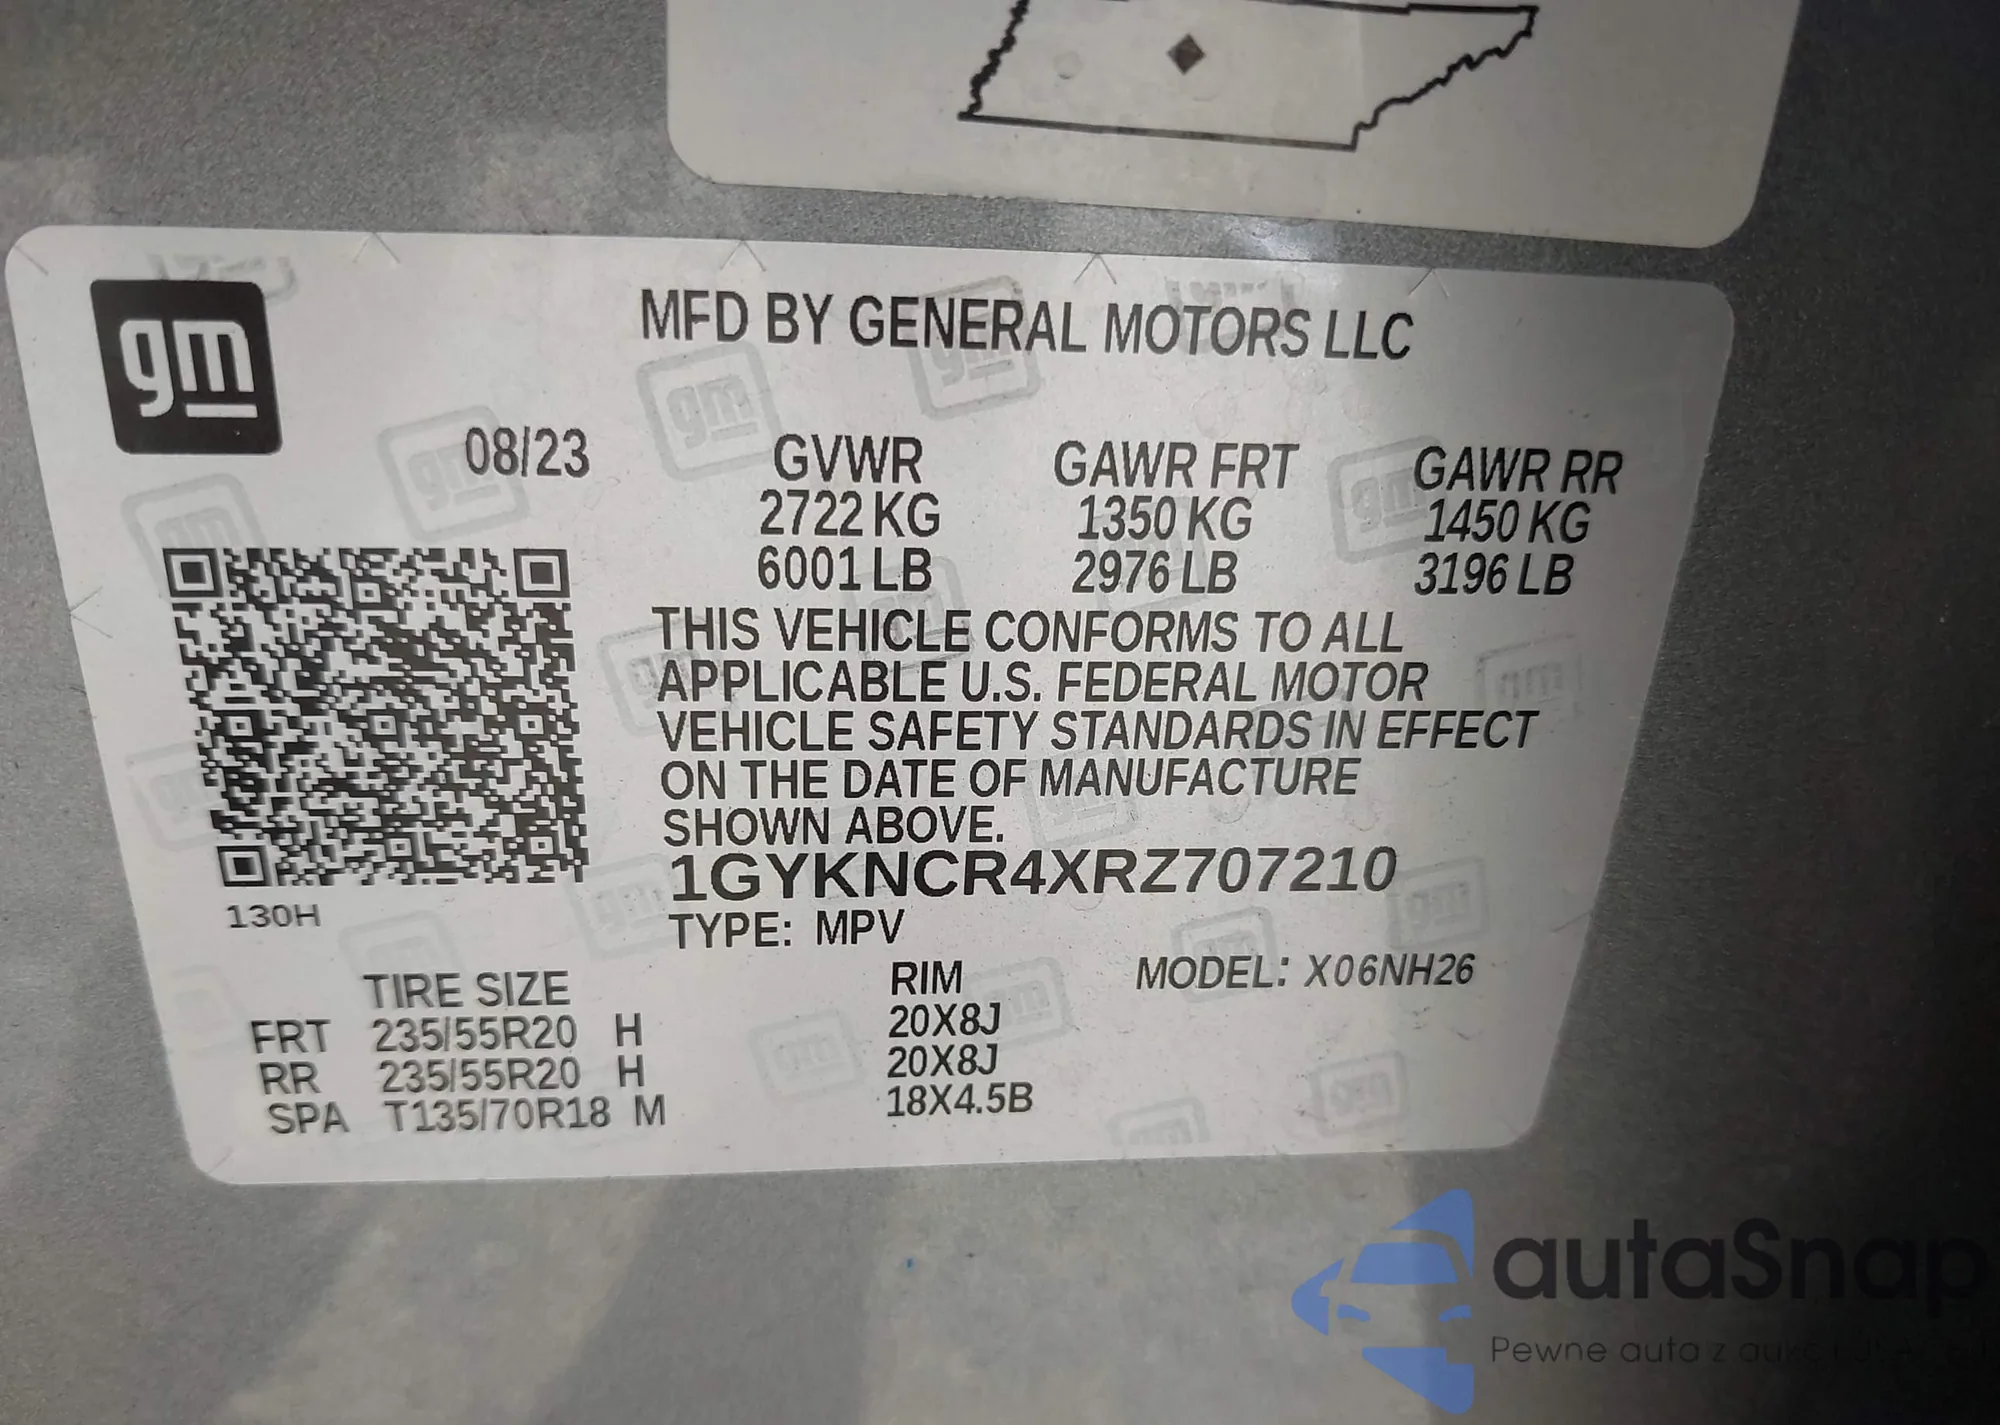 gm
MFD BY GENERAL MOTORS LLC
08/23
GVWR GAWR FRT GAWR RR
2722 KG 1350 KG 1450 KG
6001 LB 2976 LB 3196 LB
THIS VEHICLE CONFORMS TO ALL
APPLICABLE U.S. FEDERAL MOTOR
VEHICLE SAFETY STANDARDS IN EFFECT
ON THE DATE OF MANUFACTURE
SHOWN ABOVE.
1GYKNCR4XRZ707210
130H
TYPE: MPV
TIRE SIZE RIM MODEL: X06NH26
FRT 235/55R20 H 20X8J
RR 235/55R20 H 20X8J
SPA T135/70R18 M 18X4.5B
autaSnap
Pewne auta z